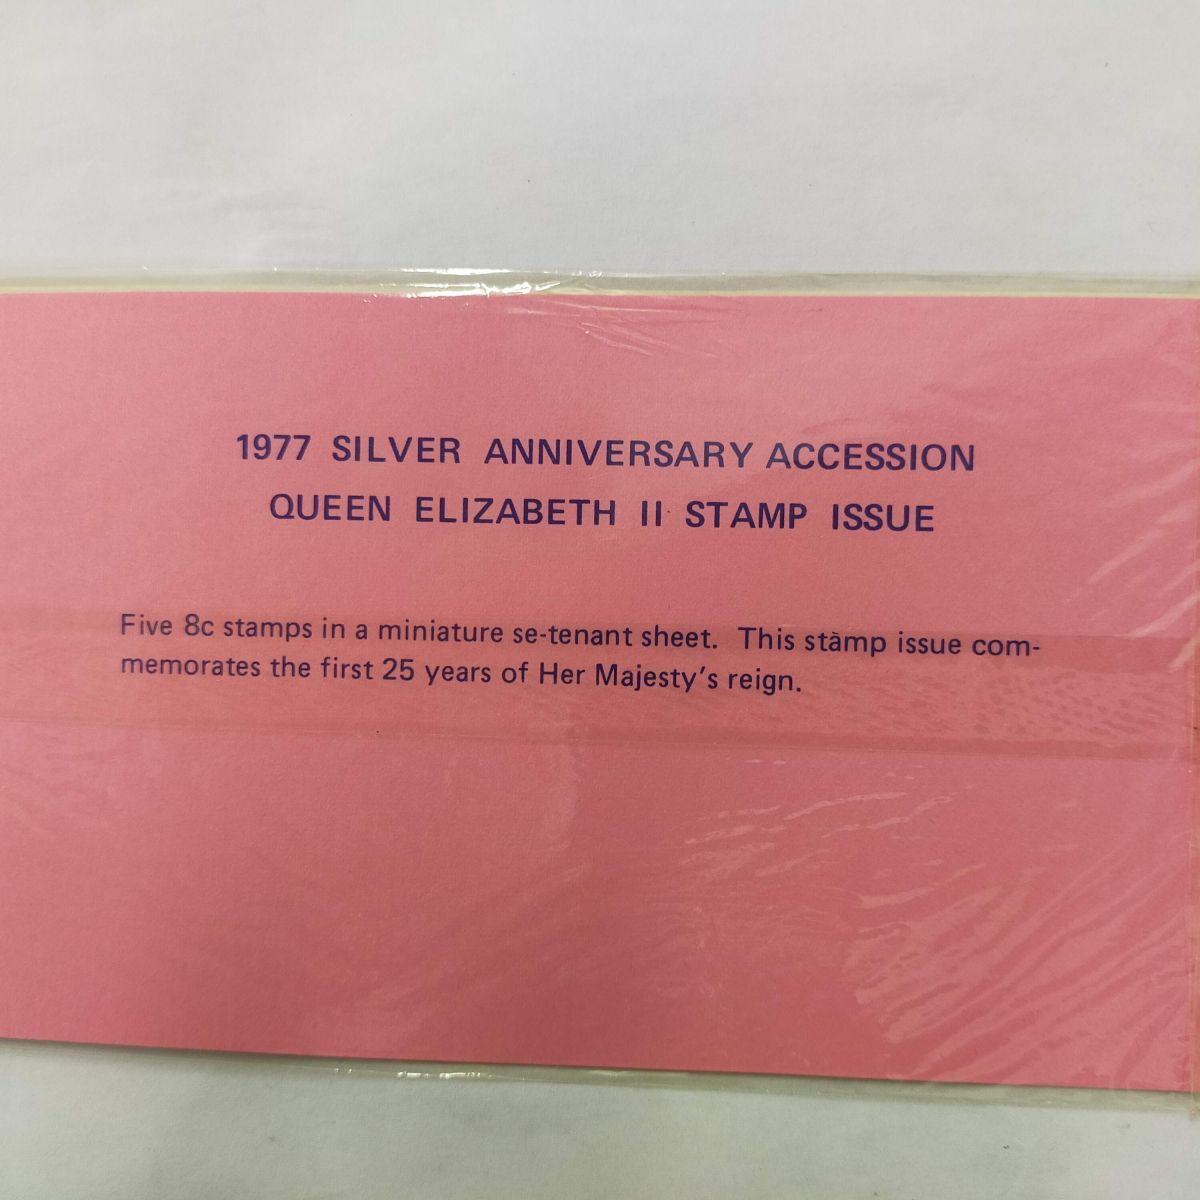 1977 SILVER ANNIVERSARY ACCESSION
QUEEN ELIZABETH II STAMP ISSUE
Five 8c stamps in a miniature se-tenant sheet. This stamp issue com-
memorates the first 25 years of Her Majesty's reign.